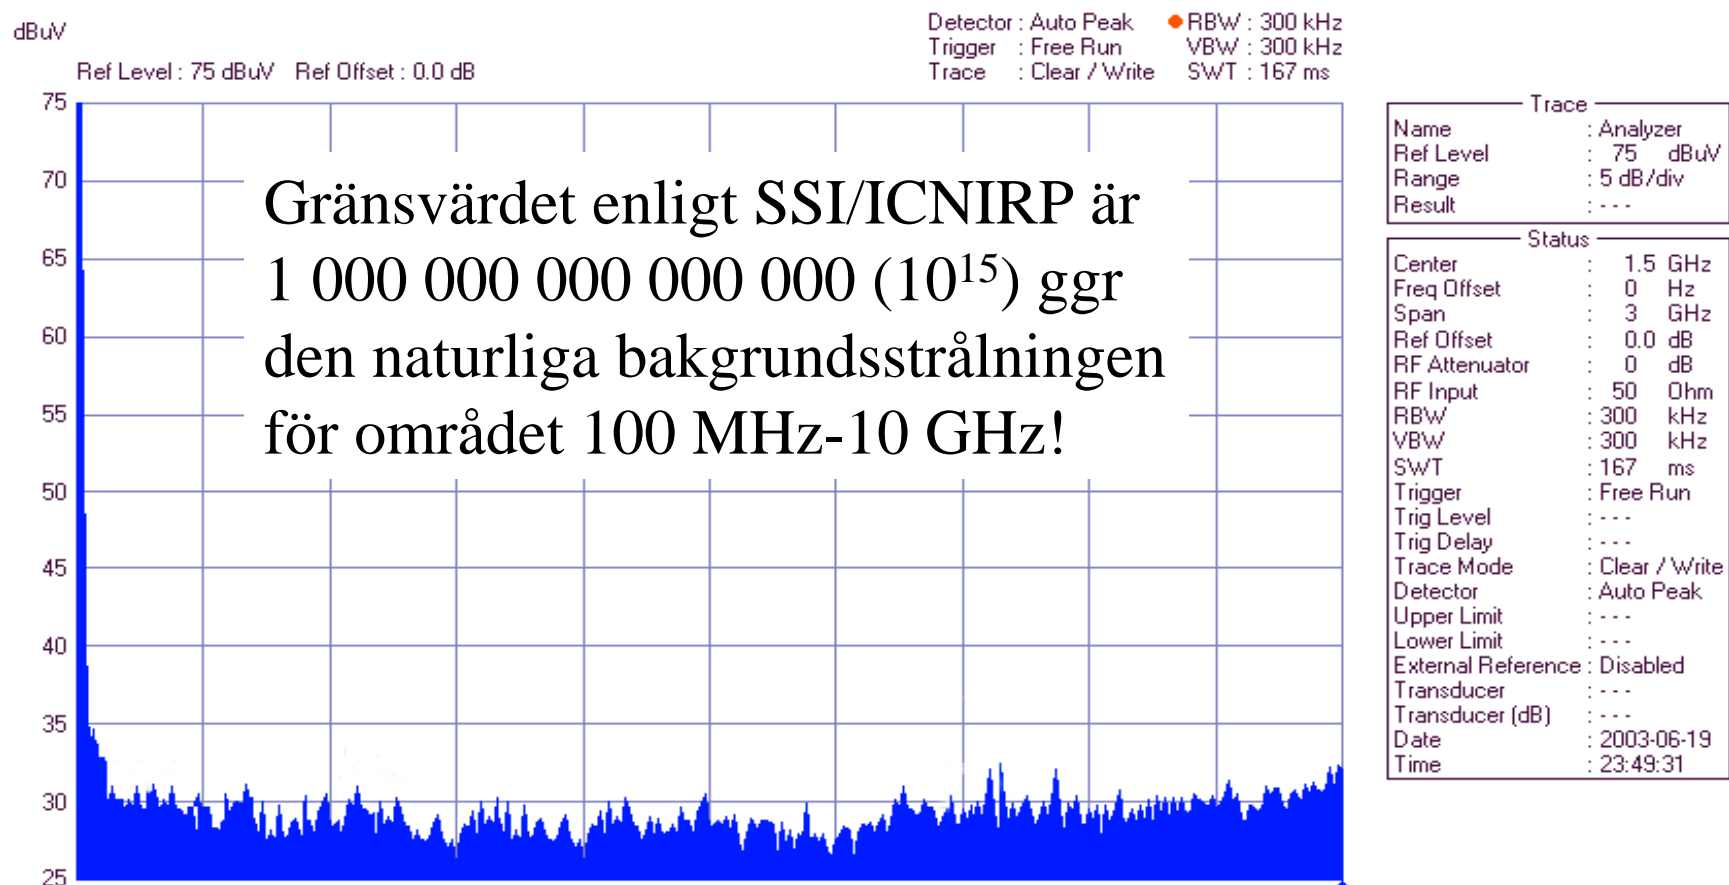 dBuV
Ref Level : 75 dBuV Ref Offset : 0.0 dB
Detector : Auto Peak RBW : 300 kHz
Trigger : Free Run VBW : 300 kHz
Trace : Clear / Write SWT : 167 ms
75
70
65
60
55
50
45
40
35
30
25
Gränsvärdet enligt SSI/ICNIRP är
1 000 000 000 000 000 (10¹⁵) ggr
den naturliga bakgrundsstrålningen
för området 100 MHz-10 GHz!
Trace
Name : Analyzer
Ref Level : 75 dBuV
Range : 5 dB/div
Result : - - -
Status
Center : 1.5 GHz
Freq Offset : 0 Hz
Span : 3 GHz
Ref Offset : 0.0 dB
RF Attenuator : 0 dB
RF Input : 50 Ohm
RBW : 300 kHz
VBW : 300 kHz
SWT : 167 ms
Trigger : Free Run
Trig Level : - - -
Trig Delay : - - -
Trace Mode : Clear / Write
Detector : Auto Peak
Upper Limit : - - -
Lower Limit : - - -
External Reference : Disabled
Transducer : - - -
Transducer (dB) : - - -
Date : 2003-06-19
Time : 23:49:31